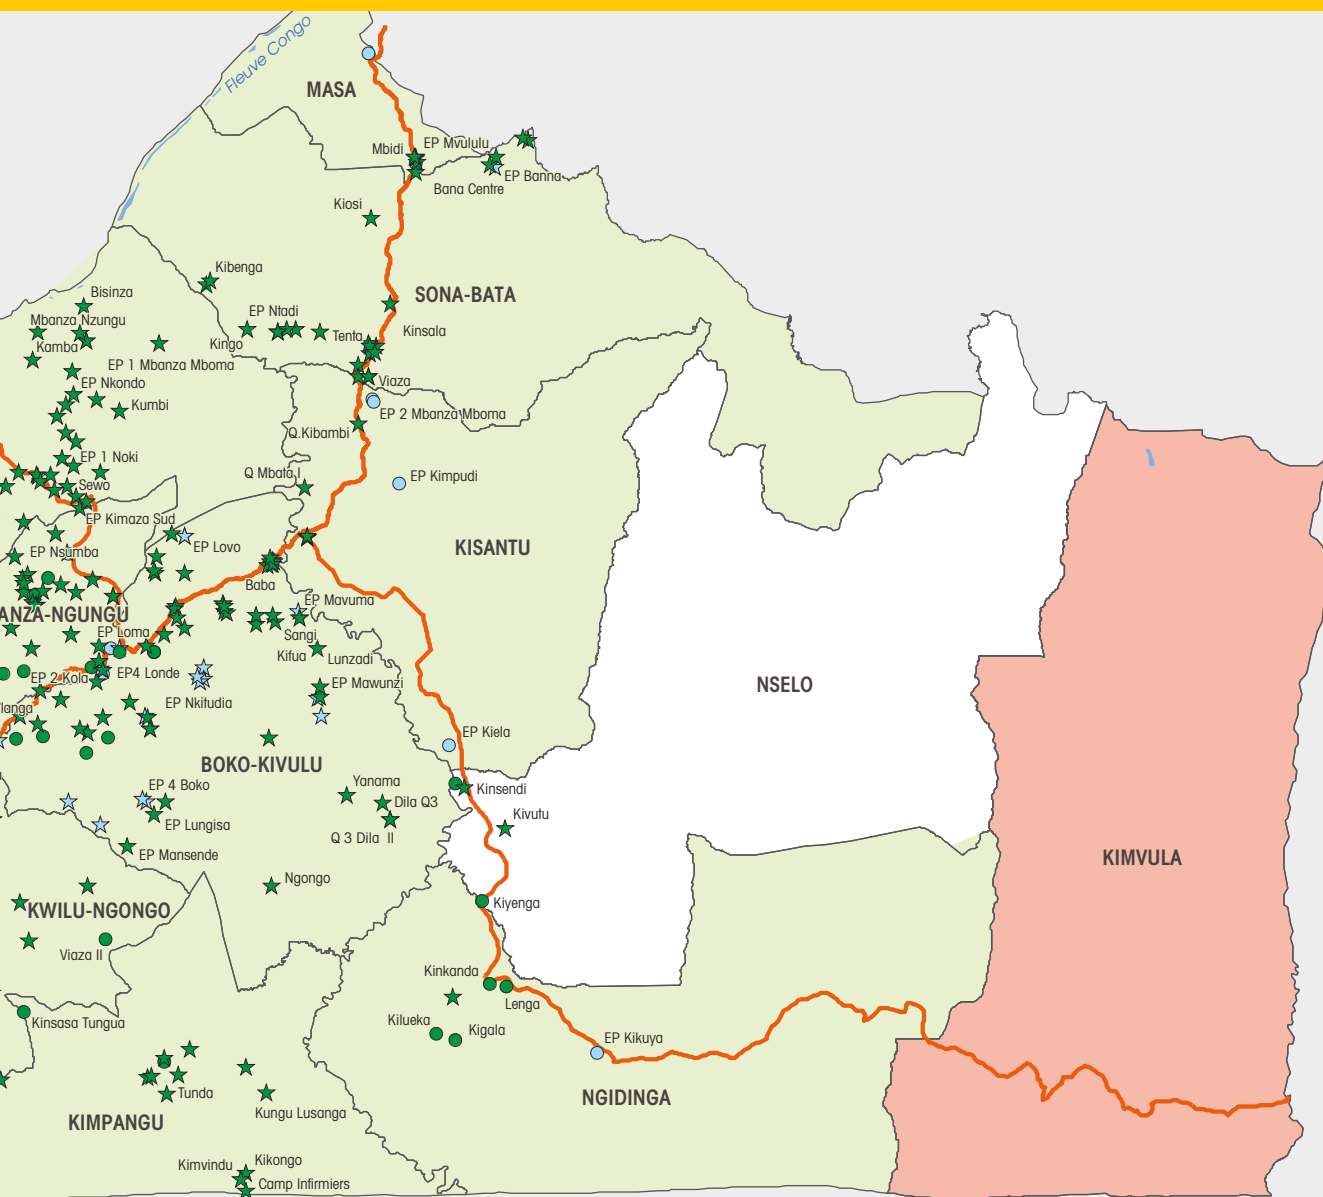 Fleuve Congo
MASA
Mbidi
EP Mvululu
EP Banna
Bana Centre
Kiosi
Kibenga
SONA-BATA
Bisinza
EP Ntadi
Mbanza Nzungu
Kingo
Tenta
Kinsala
Kamba
EP 1 Mbanza Mboma
EP Nkondo
Viaza
Kumbi
EP 2 Mbanza Mboma
Q.Kibambi
EP 1 Noki
Q Mbata I
EP Kimpudi
Sewo
EP Kimaza Sud
EP Nsumba
EP Lovo
KISANTU
Baba
EP Mavuma
ANZA-NGUNGU
EP Loma
Sangi
Kifua
Lunzadi
EP 2 Kola
EP4 Londe
EP Mawunzi
NSELO
EP Nkitudia
'langa
EP Kiela
BOKO-KIVULU
EP 4 Boko
Yanama
Dila Q3
Kinsendi
EP Lungisa
Q 3 Dila II
Kivutu
EP Mansende
KIMVULA
Ngongo
KWILU-NGONGO
Kiyenga
Viaza II
Kinkanda
Lenga
Kinsasa Tungua
Kilueka
Kigala
EP Kikuya
Tunda
NGIDINGA
Kungu Lusanga
KIMPANGU
Kimvindu
Kikongo
Camp Infirmiers